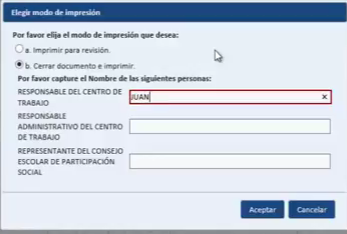 Elegir modo de impresión
Por favor elija el modo de impresión que desea:
a. Imprimir para revisión.
b. Cerrar documento e imprimir.
Por favor capture el Nombre de las siguientes personas:
RESPONSABLE DEL CENTRO DE
TRABAJO
JUAN
RESPONSABLE
ADMINISTRATIVO DEL CENTRO
DE TRABAJO
REPRESENTANTE DEL CONSEJO
ESCOLAR DE PARTICIPACIÓN
SOCIAL
Aceptar Cancelar